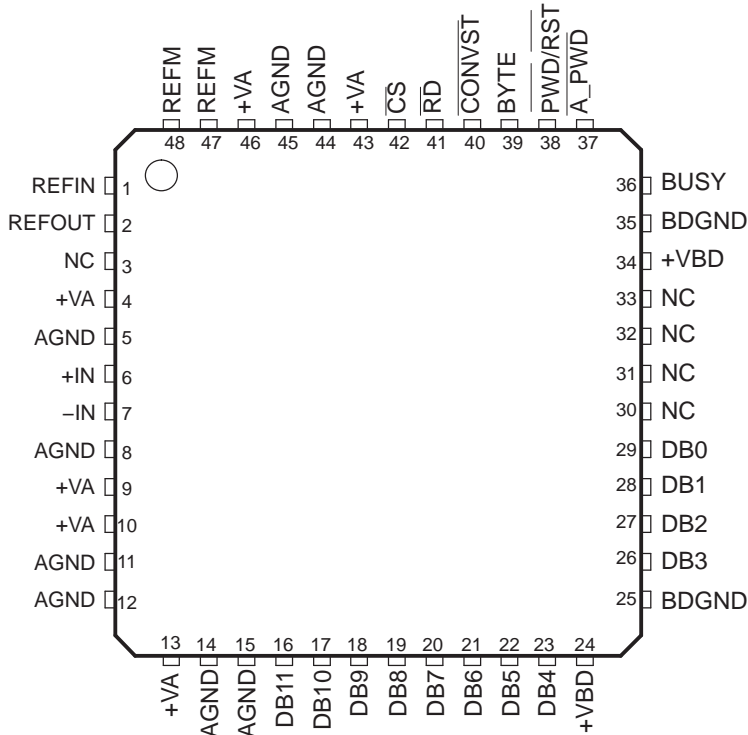 REFM
REFM
+VA
AGND
AGND
+VA
CS
RD
CONVST
BYTE
PWD/RST
A_PWD
48 47 46 45 44 43 42 41 40 39 38 37
REFIN 1
REFOUT 2
NC 3
+VA 4
AGND 5
+IN 6
−IN 7
AGND 8
+VA 9
+VA 10
AGND 11
AGND 12
36 BUSY
35 BDGND
34 +VBD
33 NC
32 NC
31 NC
30 NC
29 DB0
28 DB1
27 DB2
26 DB3
25 BDGND
13 14 15 16 17 18 19 20 21 22 23 24
+VA
AGND
AGND
DB11
DB10
DB9
DB8
DB7
DB6
DB5
DB4
+VBD